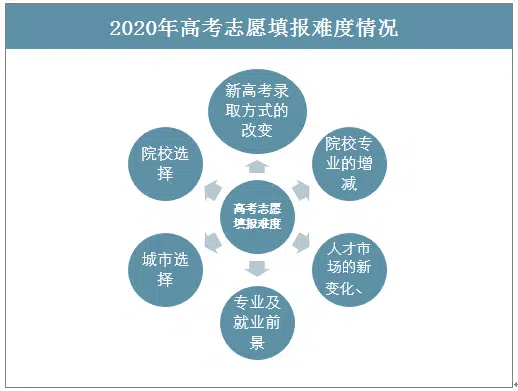 2020年高考志愿填报难度情况
新高考录
取方式的
改变
院校专
业的增
减
人才市
场的新
变化、
专业及
就业前
景
城市选
择
院校选
择
高考志愿
填报难度